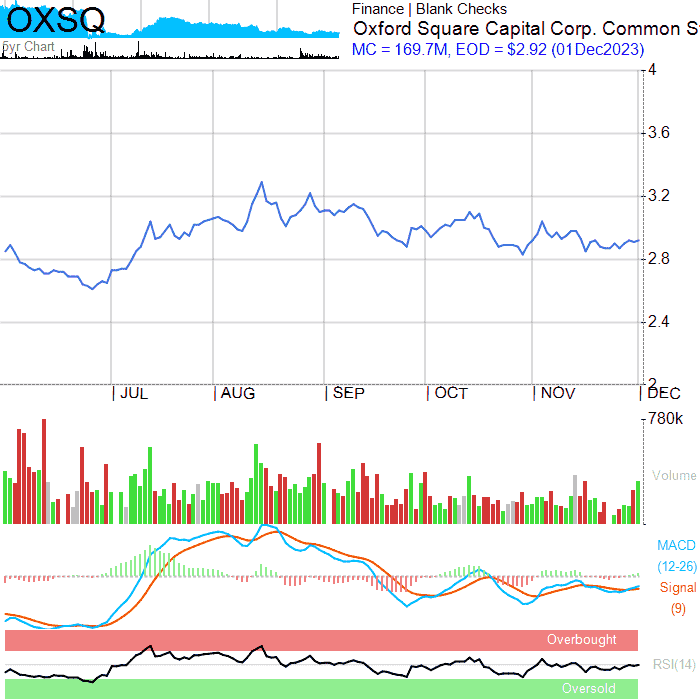 OXSQ
5yr Chart
Finance | Blank Checks
Oxford Square Capital Corp. Common S
MC = 169.7M, EOD = $2.92 (01Dec2023)
4
3.6
3.2
2.8
2.4
2
JUL AUG SEP OCT NOV DEC
780k
Volume
MACD
(12-26)
Signal
(9)
Overbought
RSI(14)
Oversold